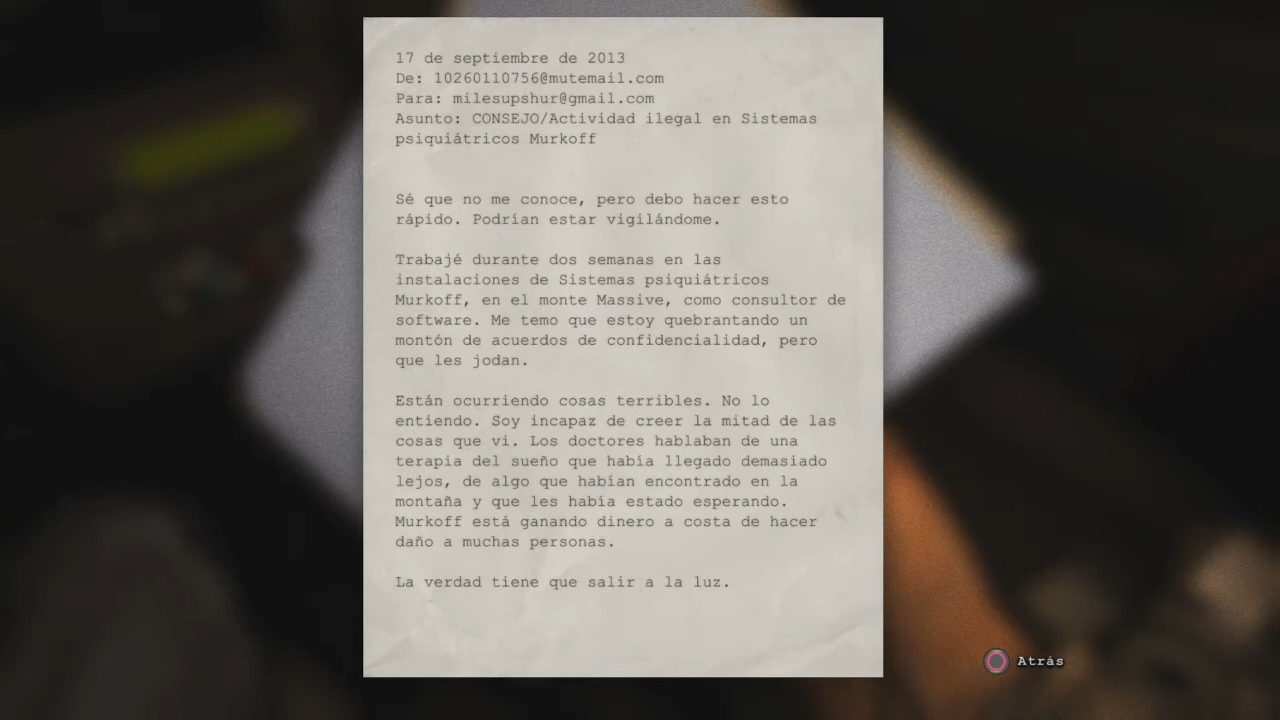 17 de septiembre de 2013
De: 10260110756@mutemail.com
Para: milesupshur@gmail.com
Asunto: CONSEJO/Actividad ilegal en Sistemas
psiquiátricos Murkoff
Sé que no me conoce, pero debo hacer esto
rápido. Podrían estar vigilándome.
Trabajé durante dos semanas en las
instalaciones de Sistemas psiquiátricos
Murkoff, en el monte Massive, como consultor de
software. Me temo que estoy quebrantando un
montón de acuerdos de confidencialidad, pero
que les jodan.
Están ocurriendo cosas terribles. No lo
entiendo. Soy incapaz de creer la mitad de las
cosas que vi. Los doctores hablaban de una
terapia del sueño que había llegado demasiado
lejos, de algo que habían encontrado en la
montaña y que les había estado esperando.
Murkoff está ganando dinero a costa de hacer
daño a muchas personas.
La verdad tiene que salir a la luz.
Atrás